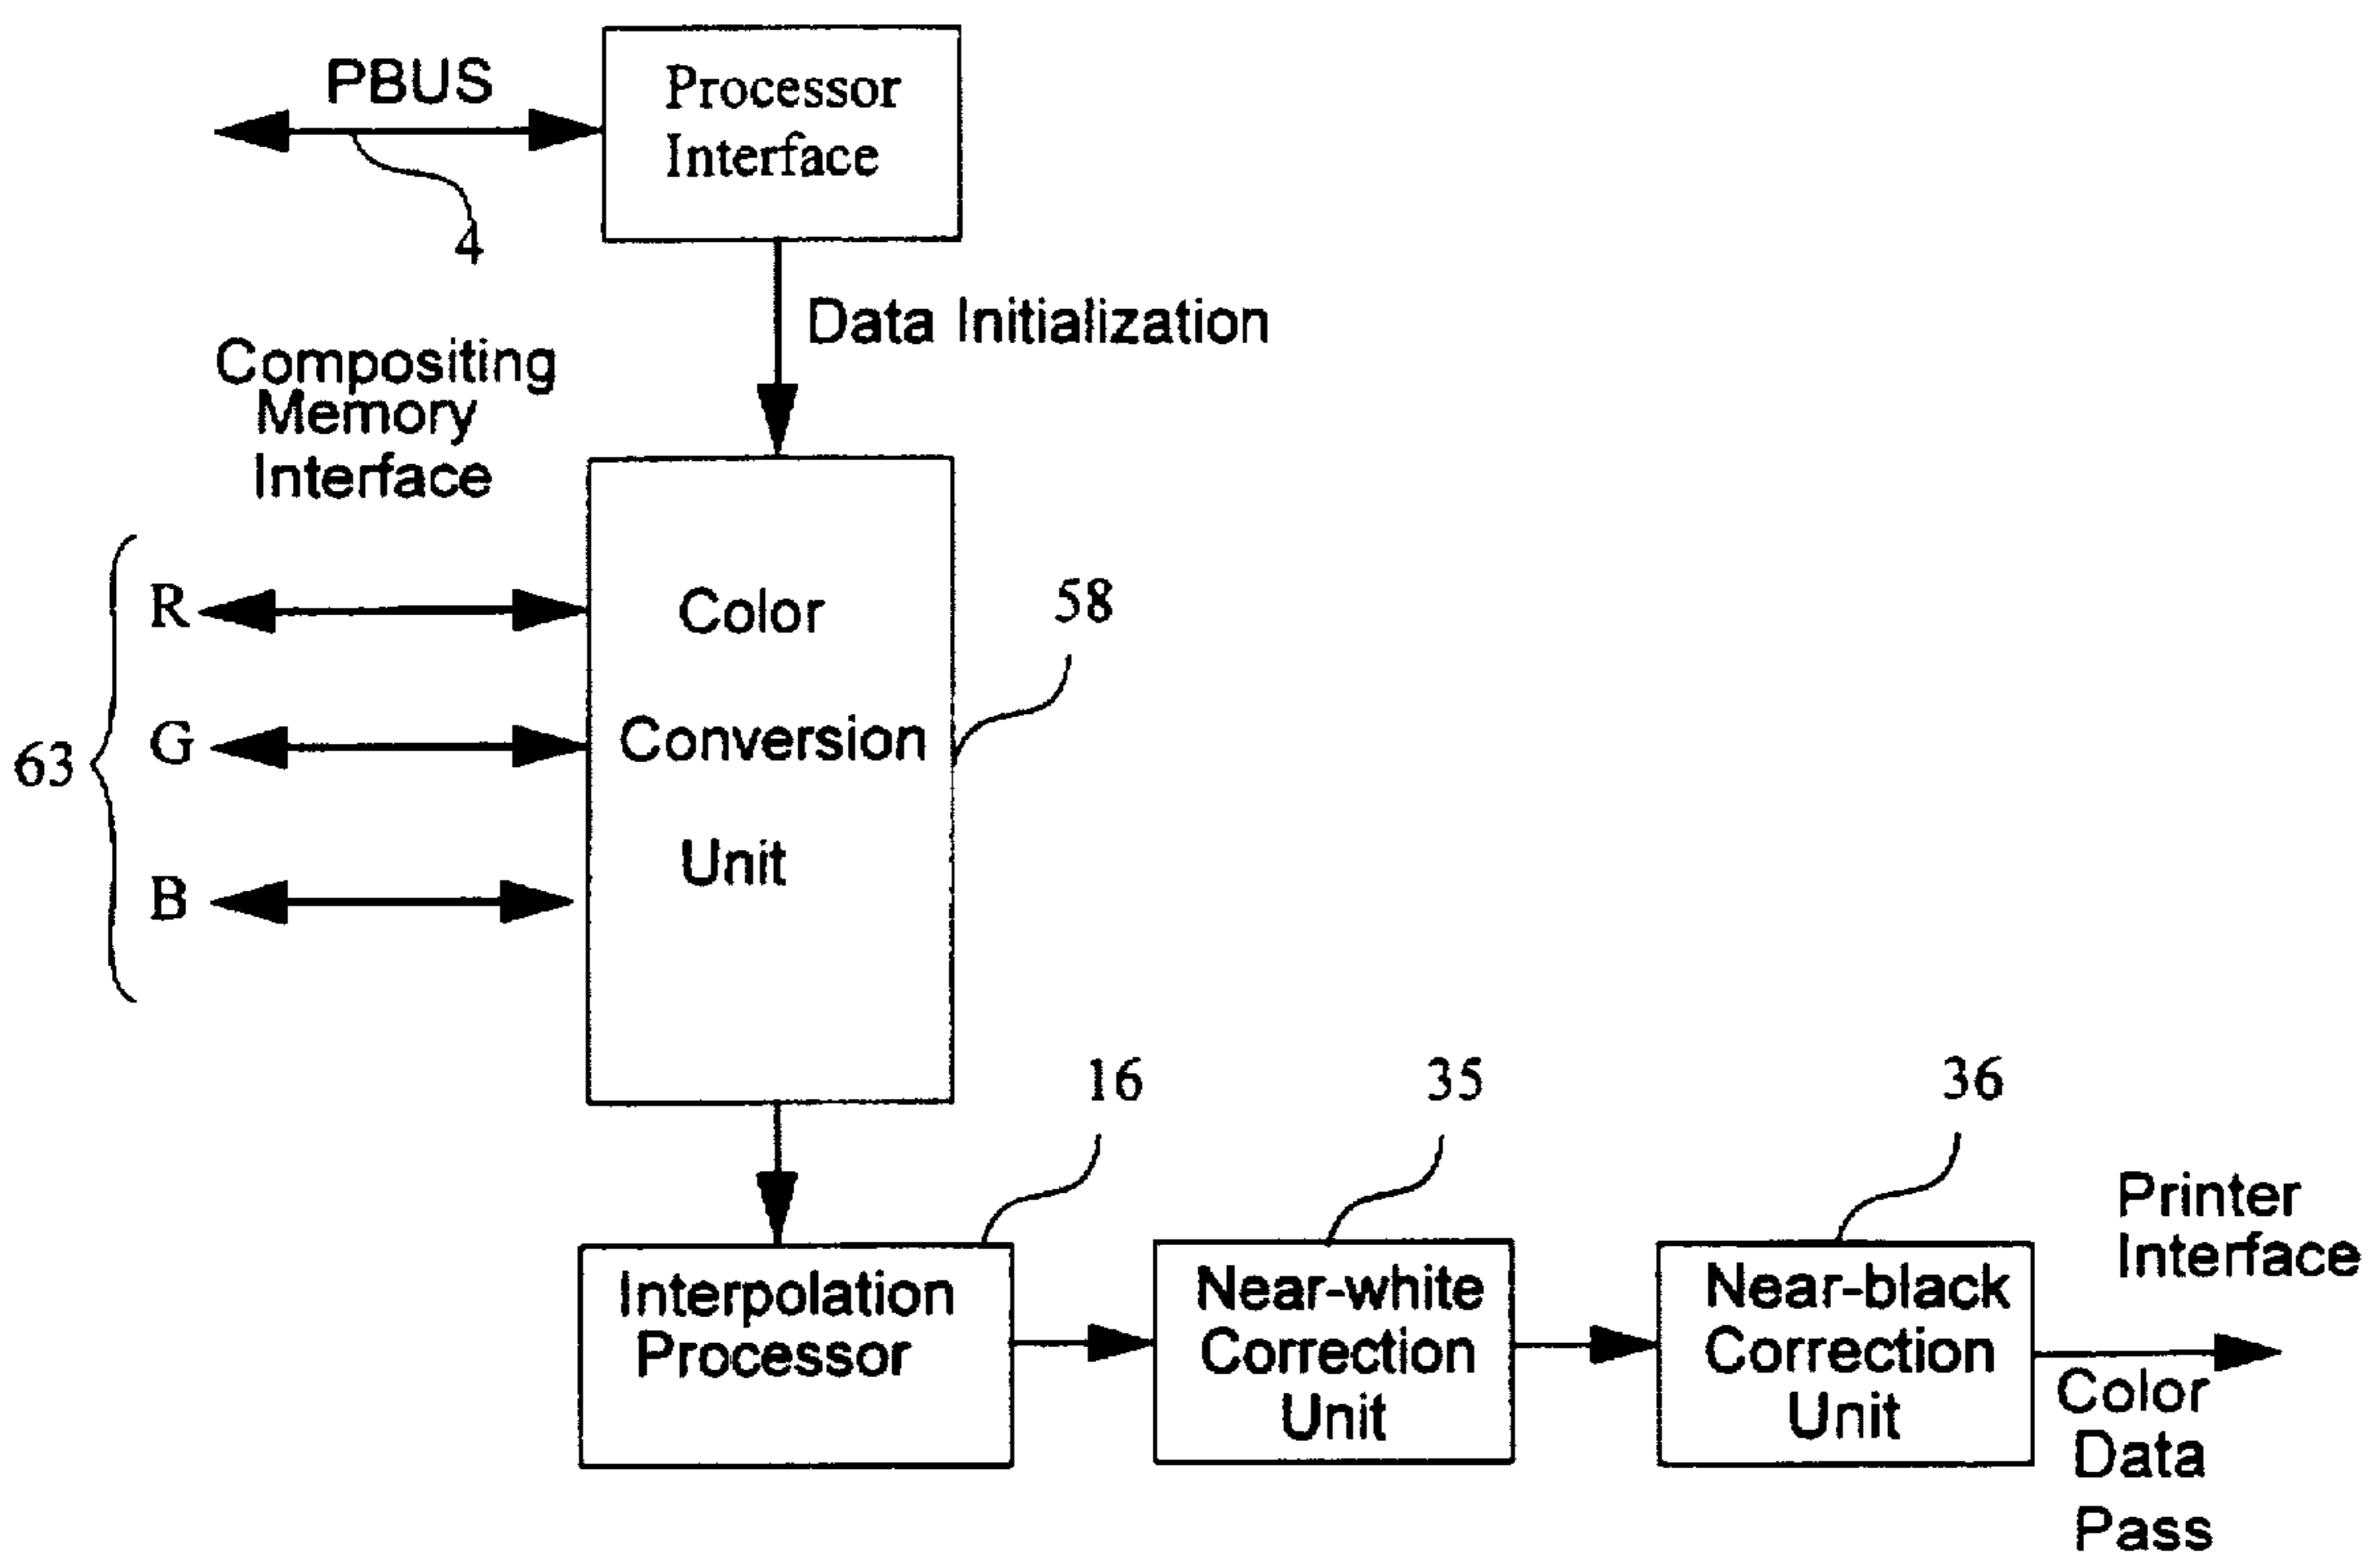 PBUS
Processor
Interface
4
Data Initialization
Compositing
Memory
Interface
R
G
B
63
Color
Conversion
Unit
58
16
35
36
Interpolation
Processor
Near-white
Correction
Unit
Near-black
Correction
Unit
Printer
Interface
Color
Data
Pass